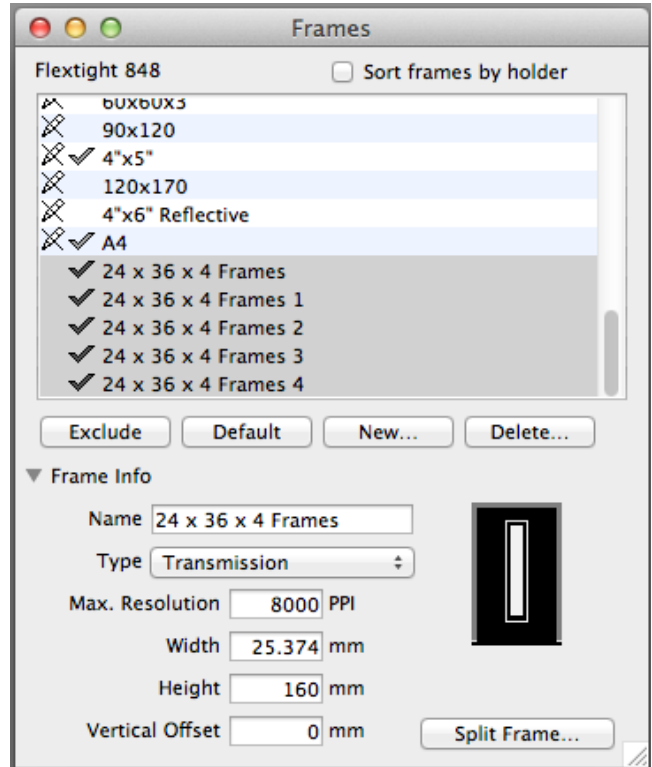 Frames
Flextight 848 Sort frames by holder
60x60x3
90x120
4"x5"
120x170
4"x6" Reflective
A4
24 x 36 x 4 Frames
24 x 36 x 4 Frames 1
24 x 36 x 4 Frames 2
24 x 36 x 4 Frames 3
24 x 36 x 4 Frames 4
Exclude Default New... Delete...
Frame Info
Name 24 x 36 x 4 Frames
Type Transmission
Max. Resolution 8000 PPI
Width 25.374 mm
Height 160 mm
Vertical Offset 0 mm Split Frame...